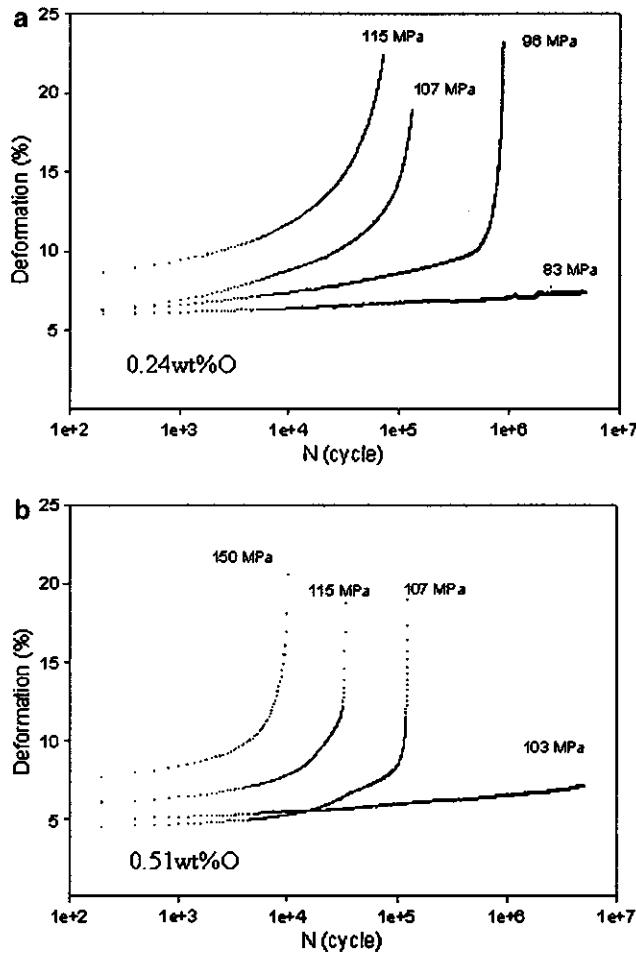 a
115 MPa
96 MPa
107 MPa
83 MPa
25
20
15
10
5
Deformation (%)
0.24wt%O
1e+2 1e+3 1e+4 1e+5 1e+6 1e+7
N (cycle)
b
150 MPa
115 MPa
107 MPa
103 MPa
25
20
15
10
5
Deformation (%)
0.51wt%O
1e+2 1e+3 1e+4 1e+5 1e+6 1e+7
N (cycle)